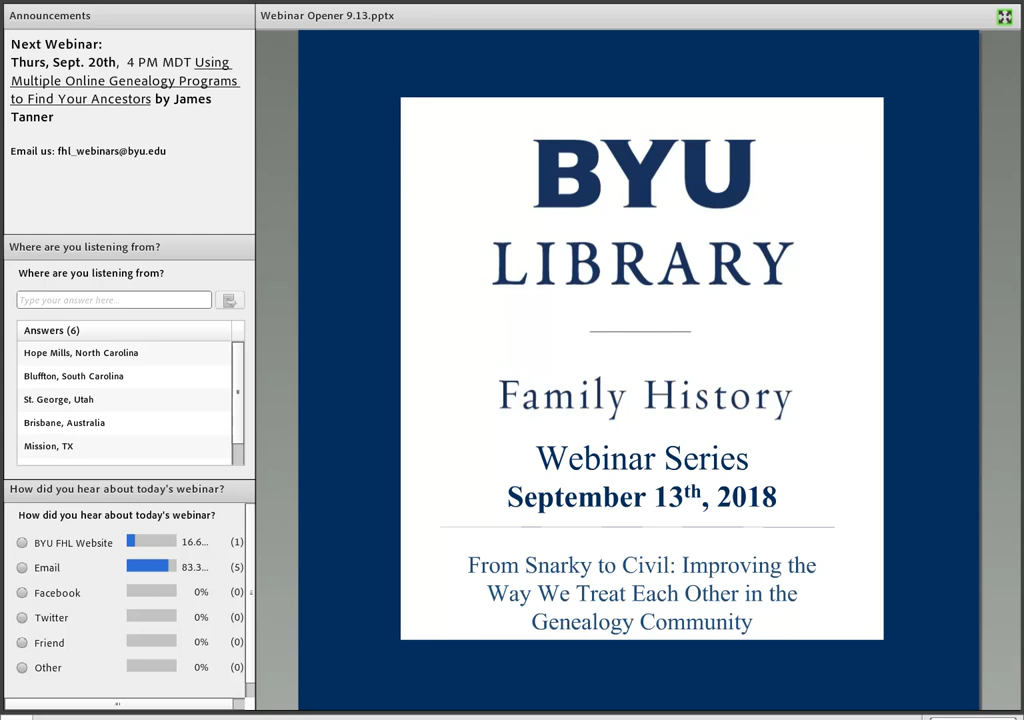 Announcements
Webinar Opener 9.13.pptx
Next Webinar:
Thurs, Sept. 20th, 4 PM MDT Using
Multiple Online Genealogy Programs
to Find Your Ancestors by James
Tanner
Email us: fhl_webinars@byu.edu
Where are you listening from?
Where are you listening from?
Type your answer here...
Answers (6)
Hope Mills, North Carolina
Bluffton, South Carolina
St. George, Utah
Brisbane, Australia
Mission, TX
How did you hear about today's webinar?
How did you hear about today's webinar?
BYU FHL Website 16.6... (1)
Email 83.3... (5)
Facebook 0% (0)
Twitter 0% (0)
Friend 0% (0)
Other 0% (0)
BYU
LIBRARY
Family History
Webinar Series
September 13th, 2018
From Snarky to Civil: Improving the
Way We Treat Each Other in the
Genealogy Community